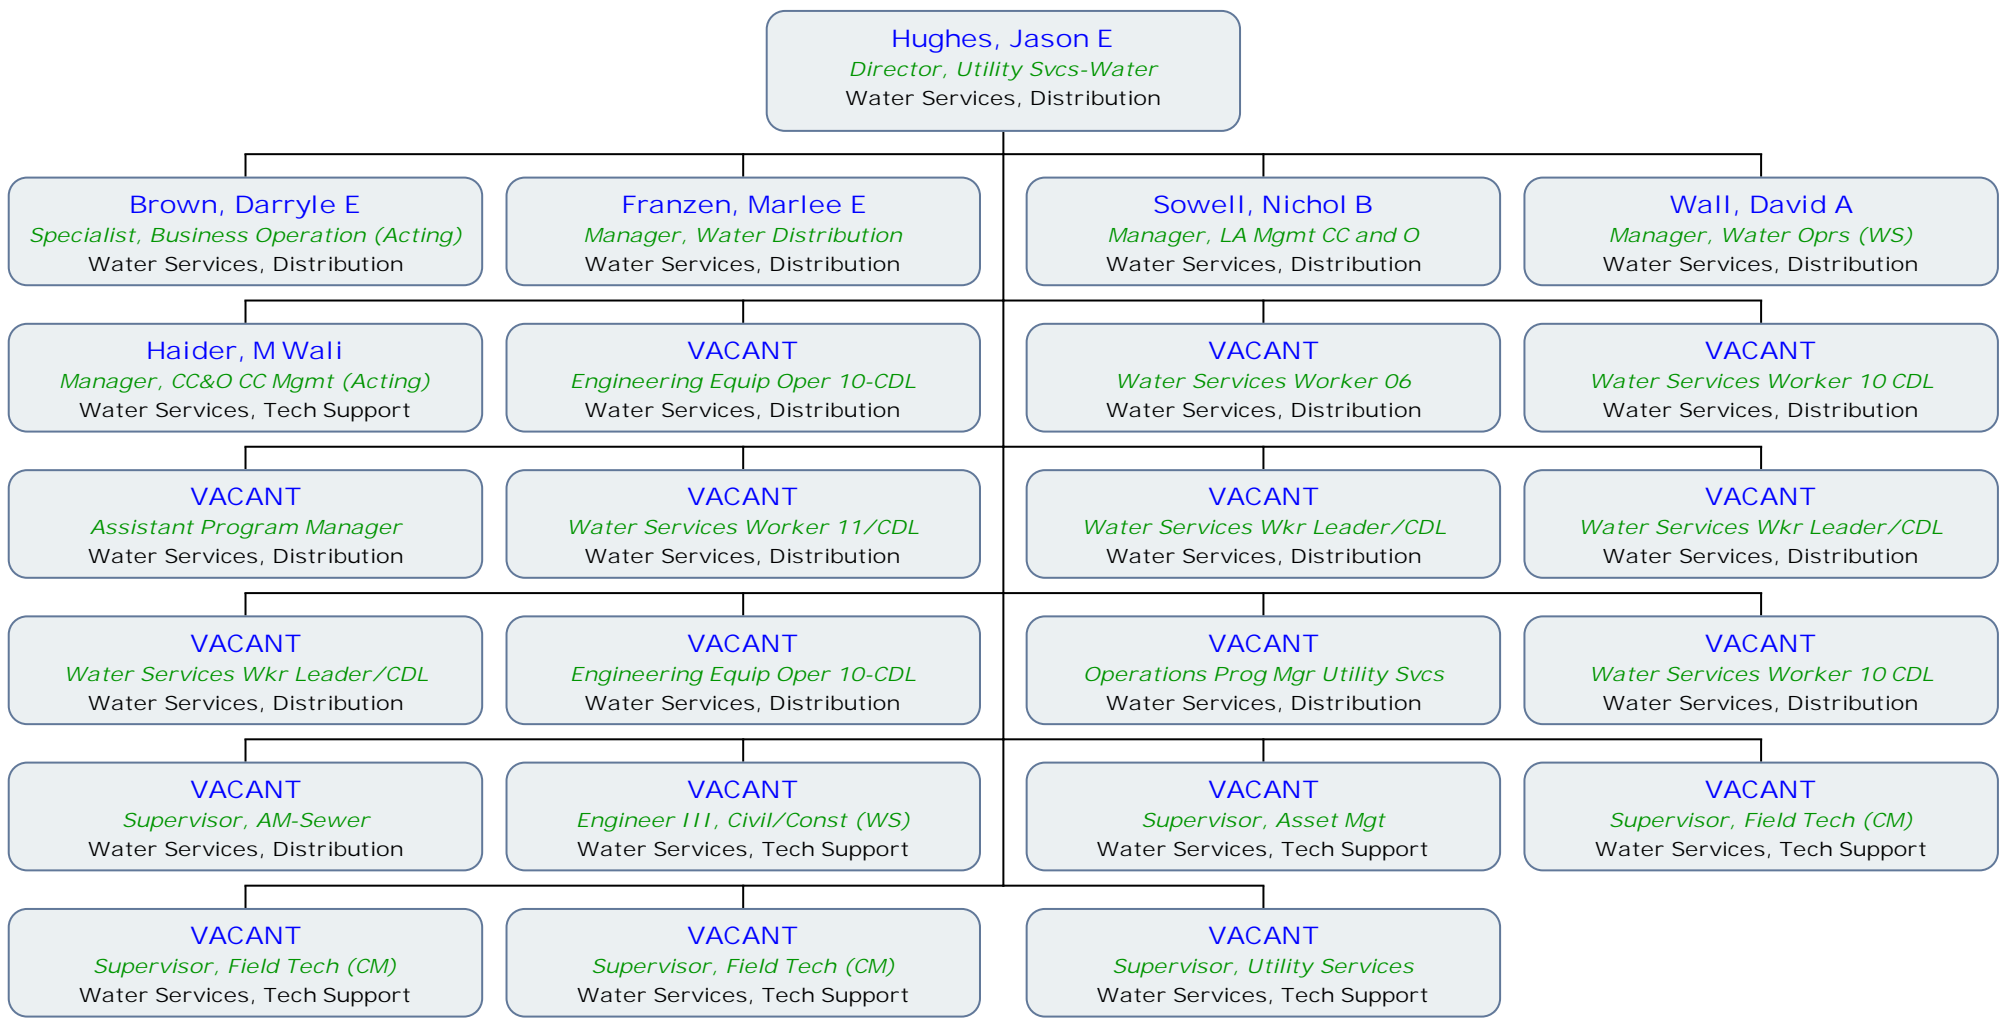 Hughes, Jason E
Director, Utility Svcs-Water
Water Services, Distribution
Brown, Darryle E
Specialist, Business Operation (Acting)
Water Services, Distribution
Franzen, Marlee E
Manager, Water Distribution
Water Services, Distribution
Sowell, Nichol B
Manager, LA Mgmt CC and O
Water Services, Distribution
Wall, David A
Manager, Water Oprs (WS)
Water Services, Distribution
Haider, M Wali
Manager, CC&O CC Mgmt (Acting)
Water Services, Tech Support
VACANT
Engineering Equip Oper 10-CDL
Water Services, Distribution
VACANT
Water Services Worker 06
Water Services, Distribution
VACANT
Water Services Worker 10 CDL
Water Services, Distribution
VACANT
Assistant Program Manager
Water Services, Distribution
VACANT
Water Services Worker 11/CDL
Water Services, Distribution
VACANT
Water Services Wkr Leader/CDL
Water Services, Distribution
VACANT
Water Services Wkr Leader/CDL
Water Services, Distribution
VACANT
Water Services Wkr Leader/CDL
Water Services, Distribution
VACANT
Engineering Equip Oper 10-CDL
Water Services, Distribution
VACANT
Operations Prog Mgr Utility Svcs
Water Services, Distribution
VACANT
Water Services Worker 10 CDL
Water Services, Distribution
VACANT
Supervisor, AM-Sewer
Water Services, Distribution
VACANT
Engineer III, Civil/Const (WS)
Water Services, Tech Support
VACANT
Supervisor, Asset Mgt
Water Services, Tech Support
VACANT
Supervisor, Field Tech (CM)
Water Services, Tech Support
VACANT
Supervisor, Field Tech (CM)
Water Services, Tech Support
VACANT
Supervisor, Field Tech (CM)
Water Services, Tech Support
VACANT
Supervisor, Utility Services
Water Services, Tech Support